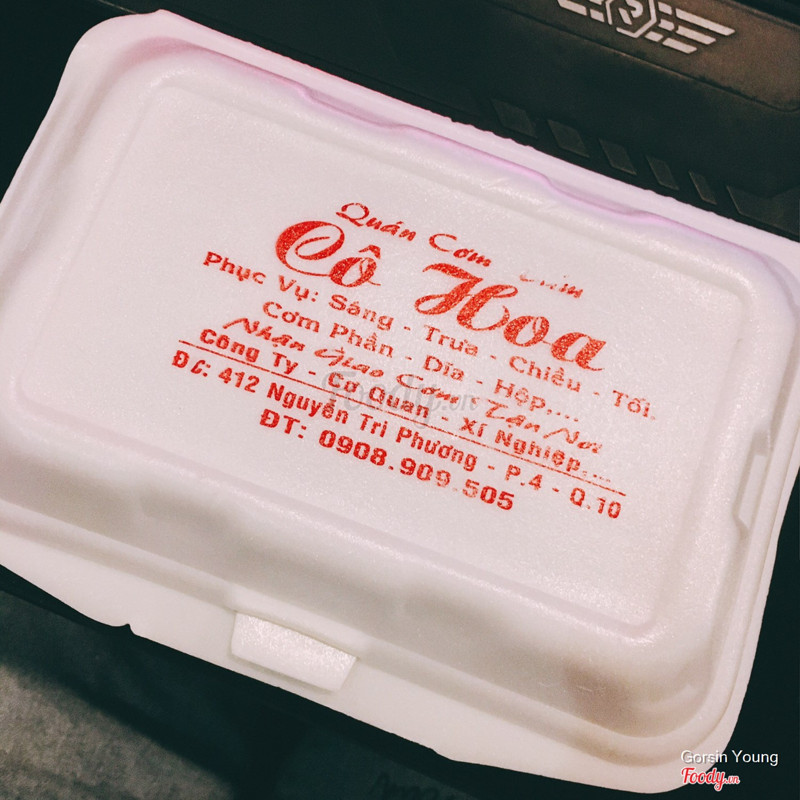 Quán Cơm
Cô Hoa
Phục Vụ: Sáng - Trưa - Chiều - Tối.
Cơm Phần - Dĩa - Hộp....
Nhận Giao Cơm Tận Nơi
Công Ty - Cơ Quan - Xí Nghiệp....
ĐC: 412 Nguyễn Tri Phương - P.4 - Q.10
ĐT: 0908.909.505
Foody.vn
Gorsin Young
Foody.vn